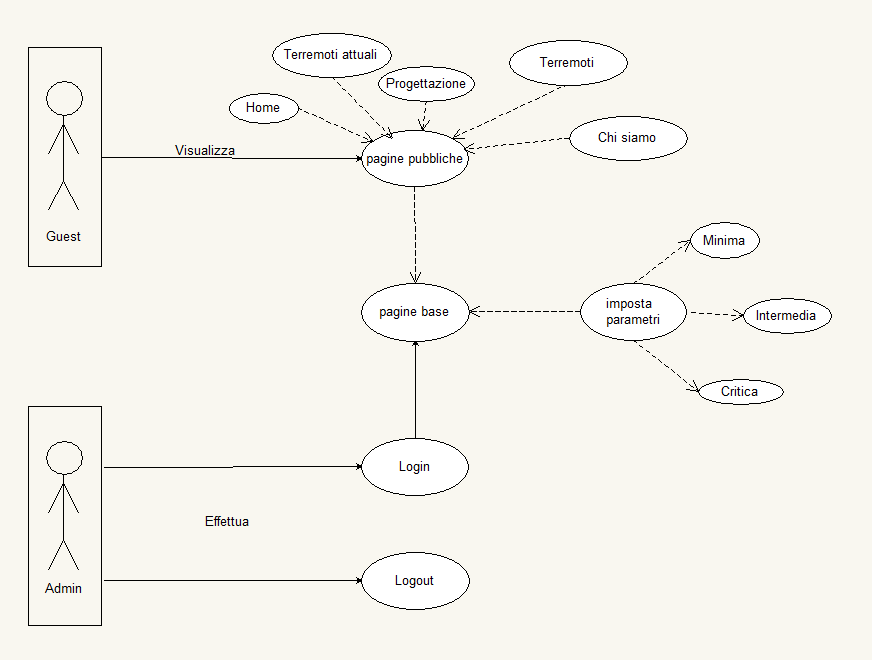 Terremoti attuali
Terremoti
Progettazione
Home
Chi siamo
Visualizza
pagine pubbliche
Guest
Minima
imposta
parametri
pagine base
Intermedia
Critica
Login
Effettua
Logout
Admin